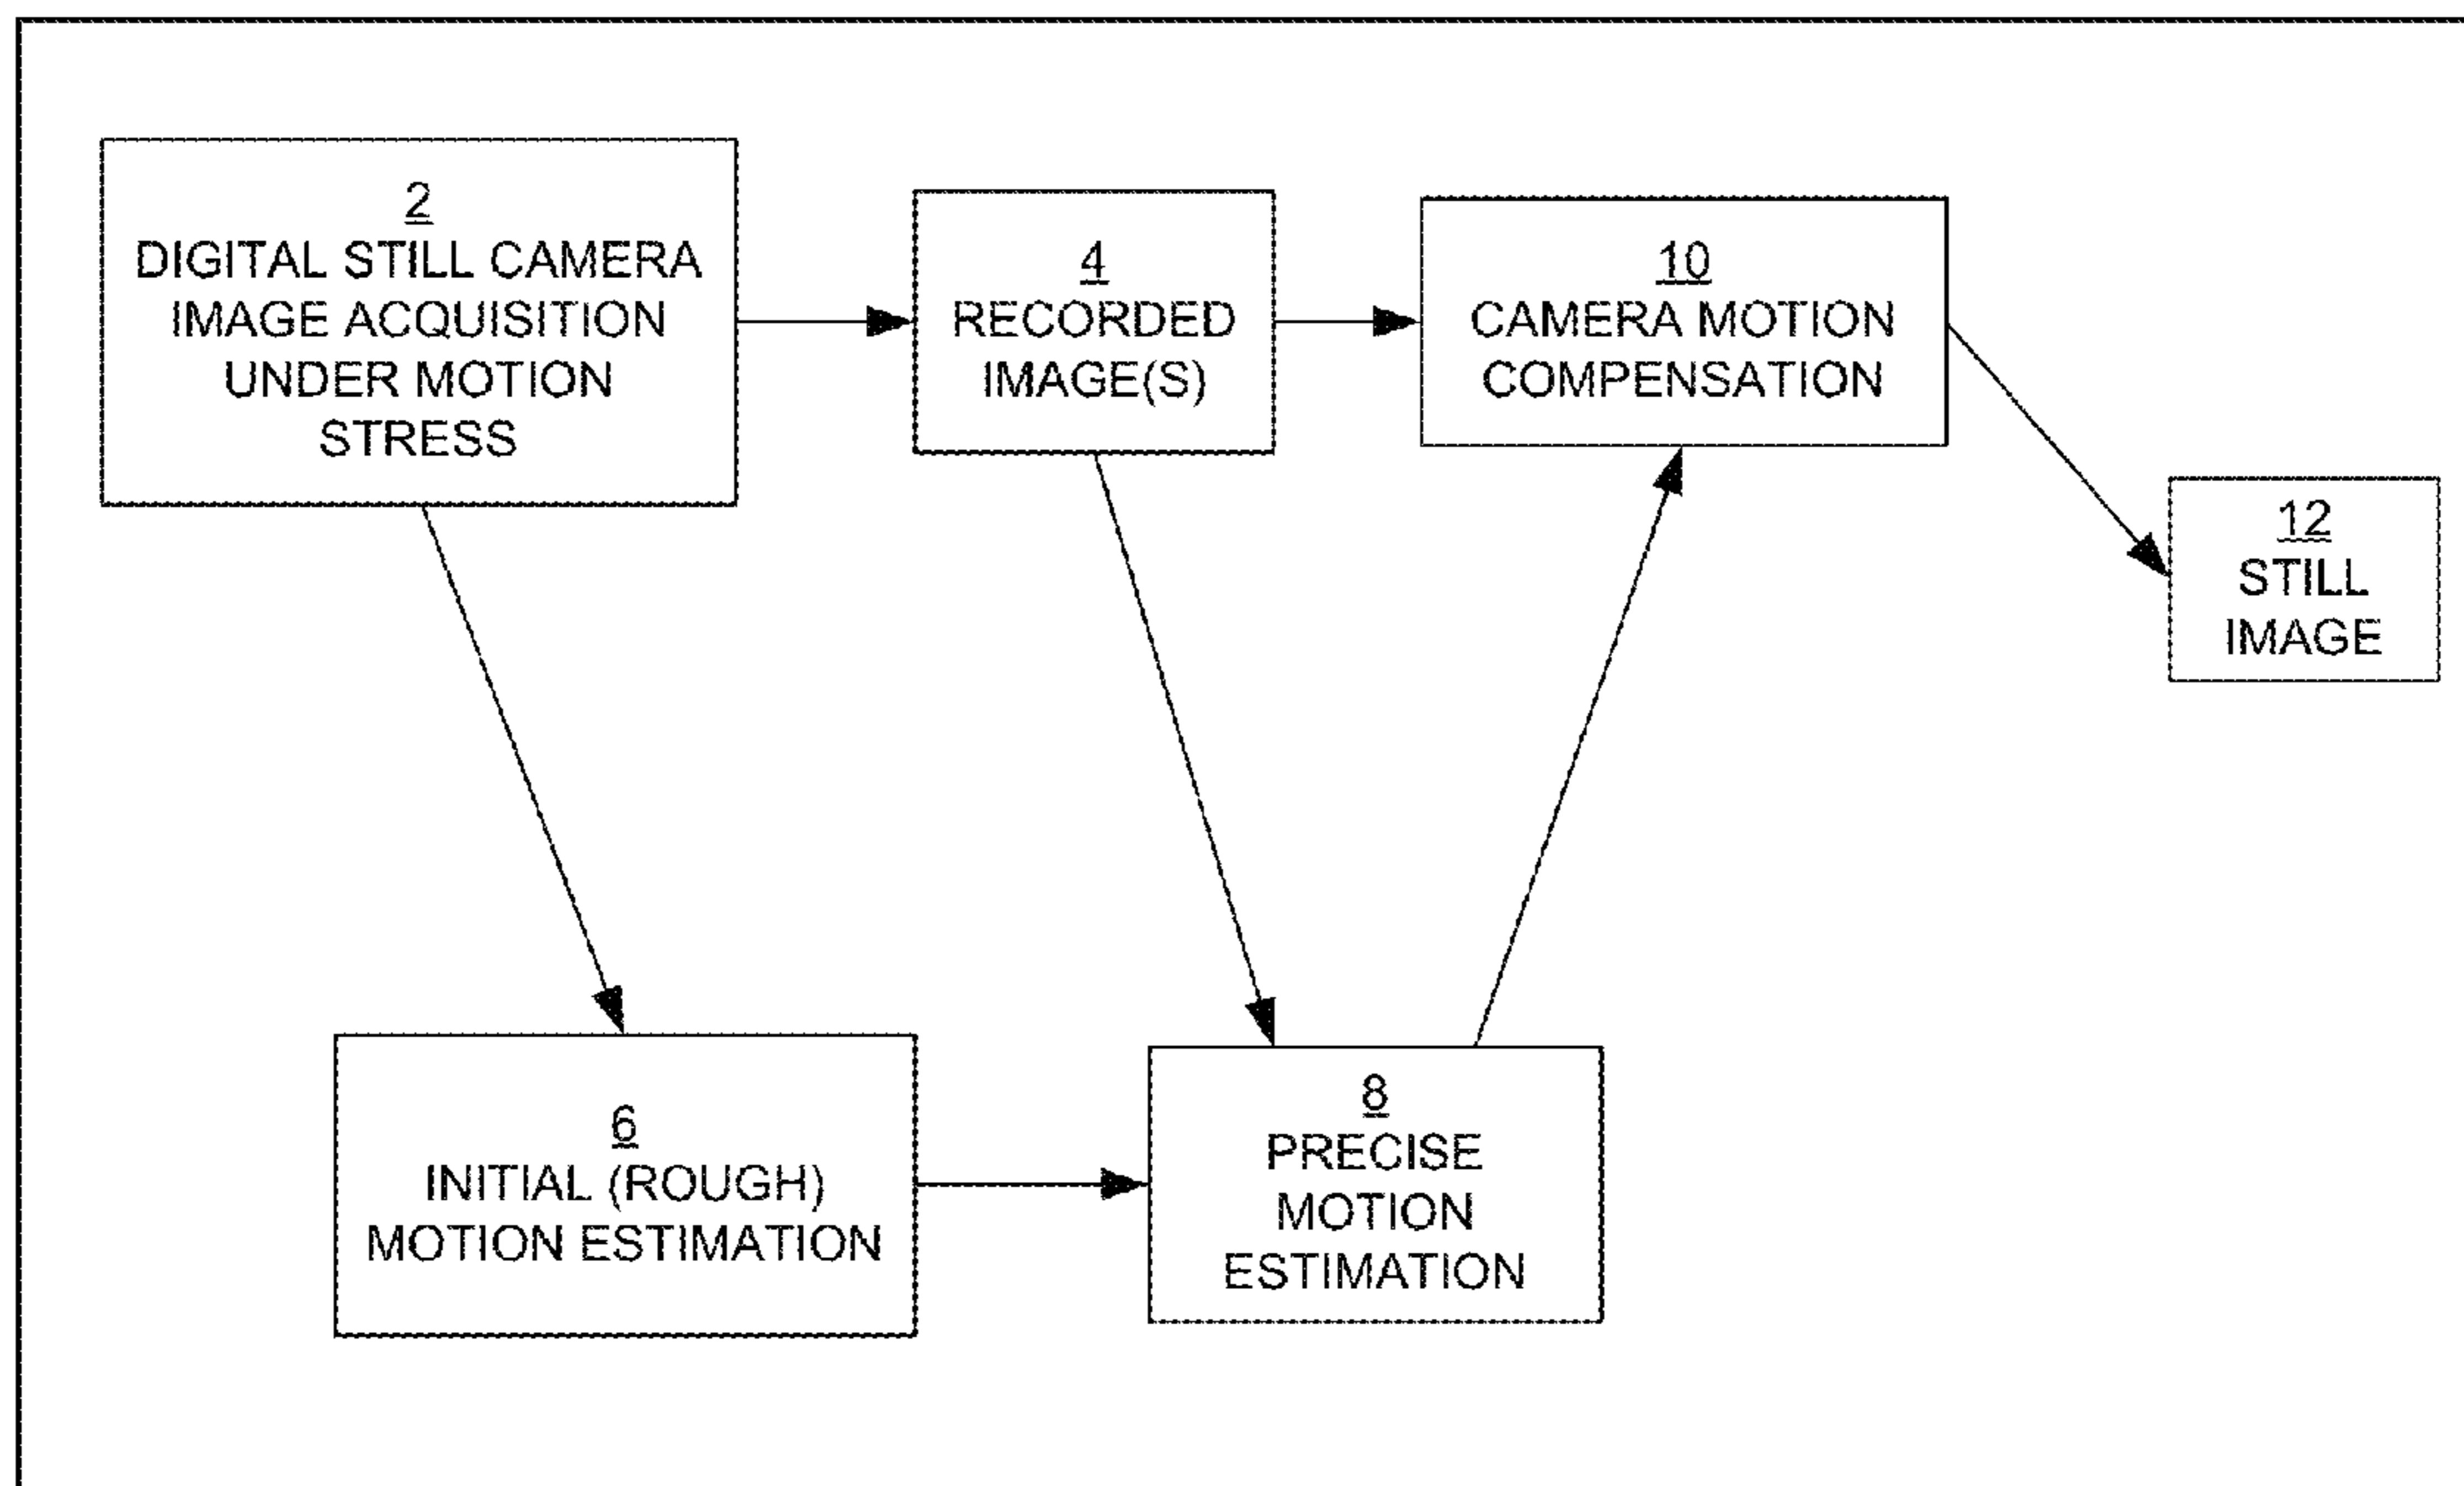 2
DIGITAL STILL CAMERA
IMAGE ACQUISITION
UNDER MOTION
STRESS
4
RECORDED
IMAGE(S)
10
CAMERA MOTION
COMPENSATION
12
STILL
IMAGE
6
INITIAL (ROUGH)
MOTION ESTIMATION
8
PRECISE
MOTION
ESTIMATION